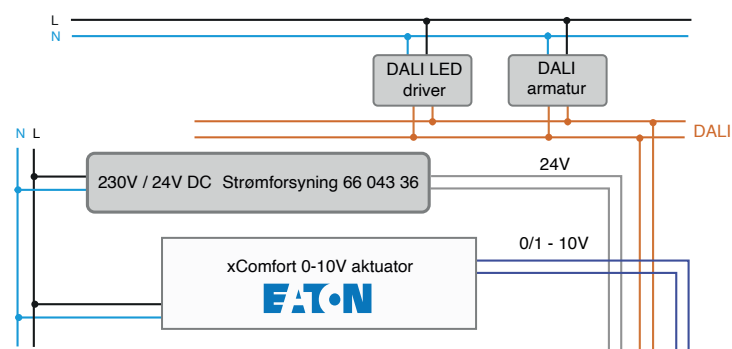 L
N
DALI LED
driver
DALI
armatur
DALI
N L
230V / 24V DC Strømforsyning 66 043 36
24V
0/1 - 10V
xComfort 0-10V aktuator
EATON